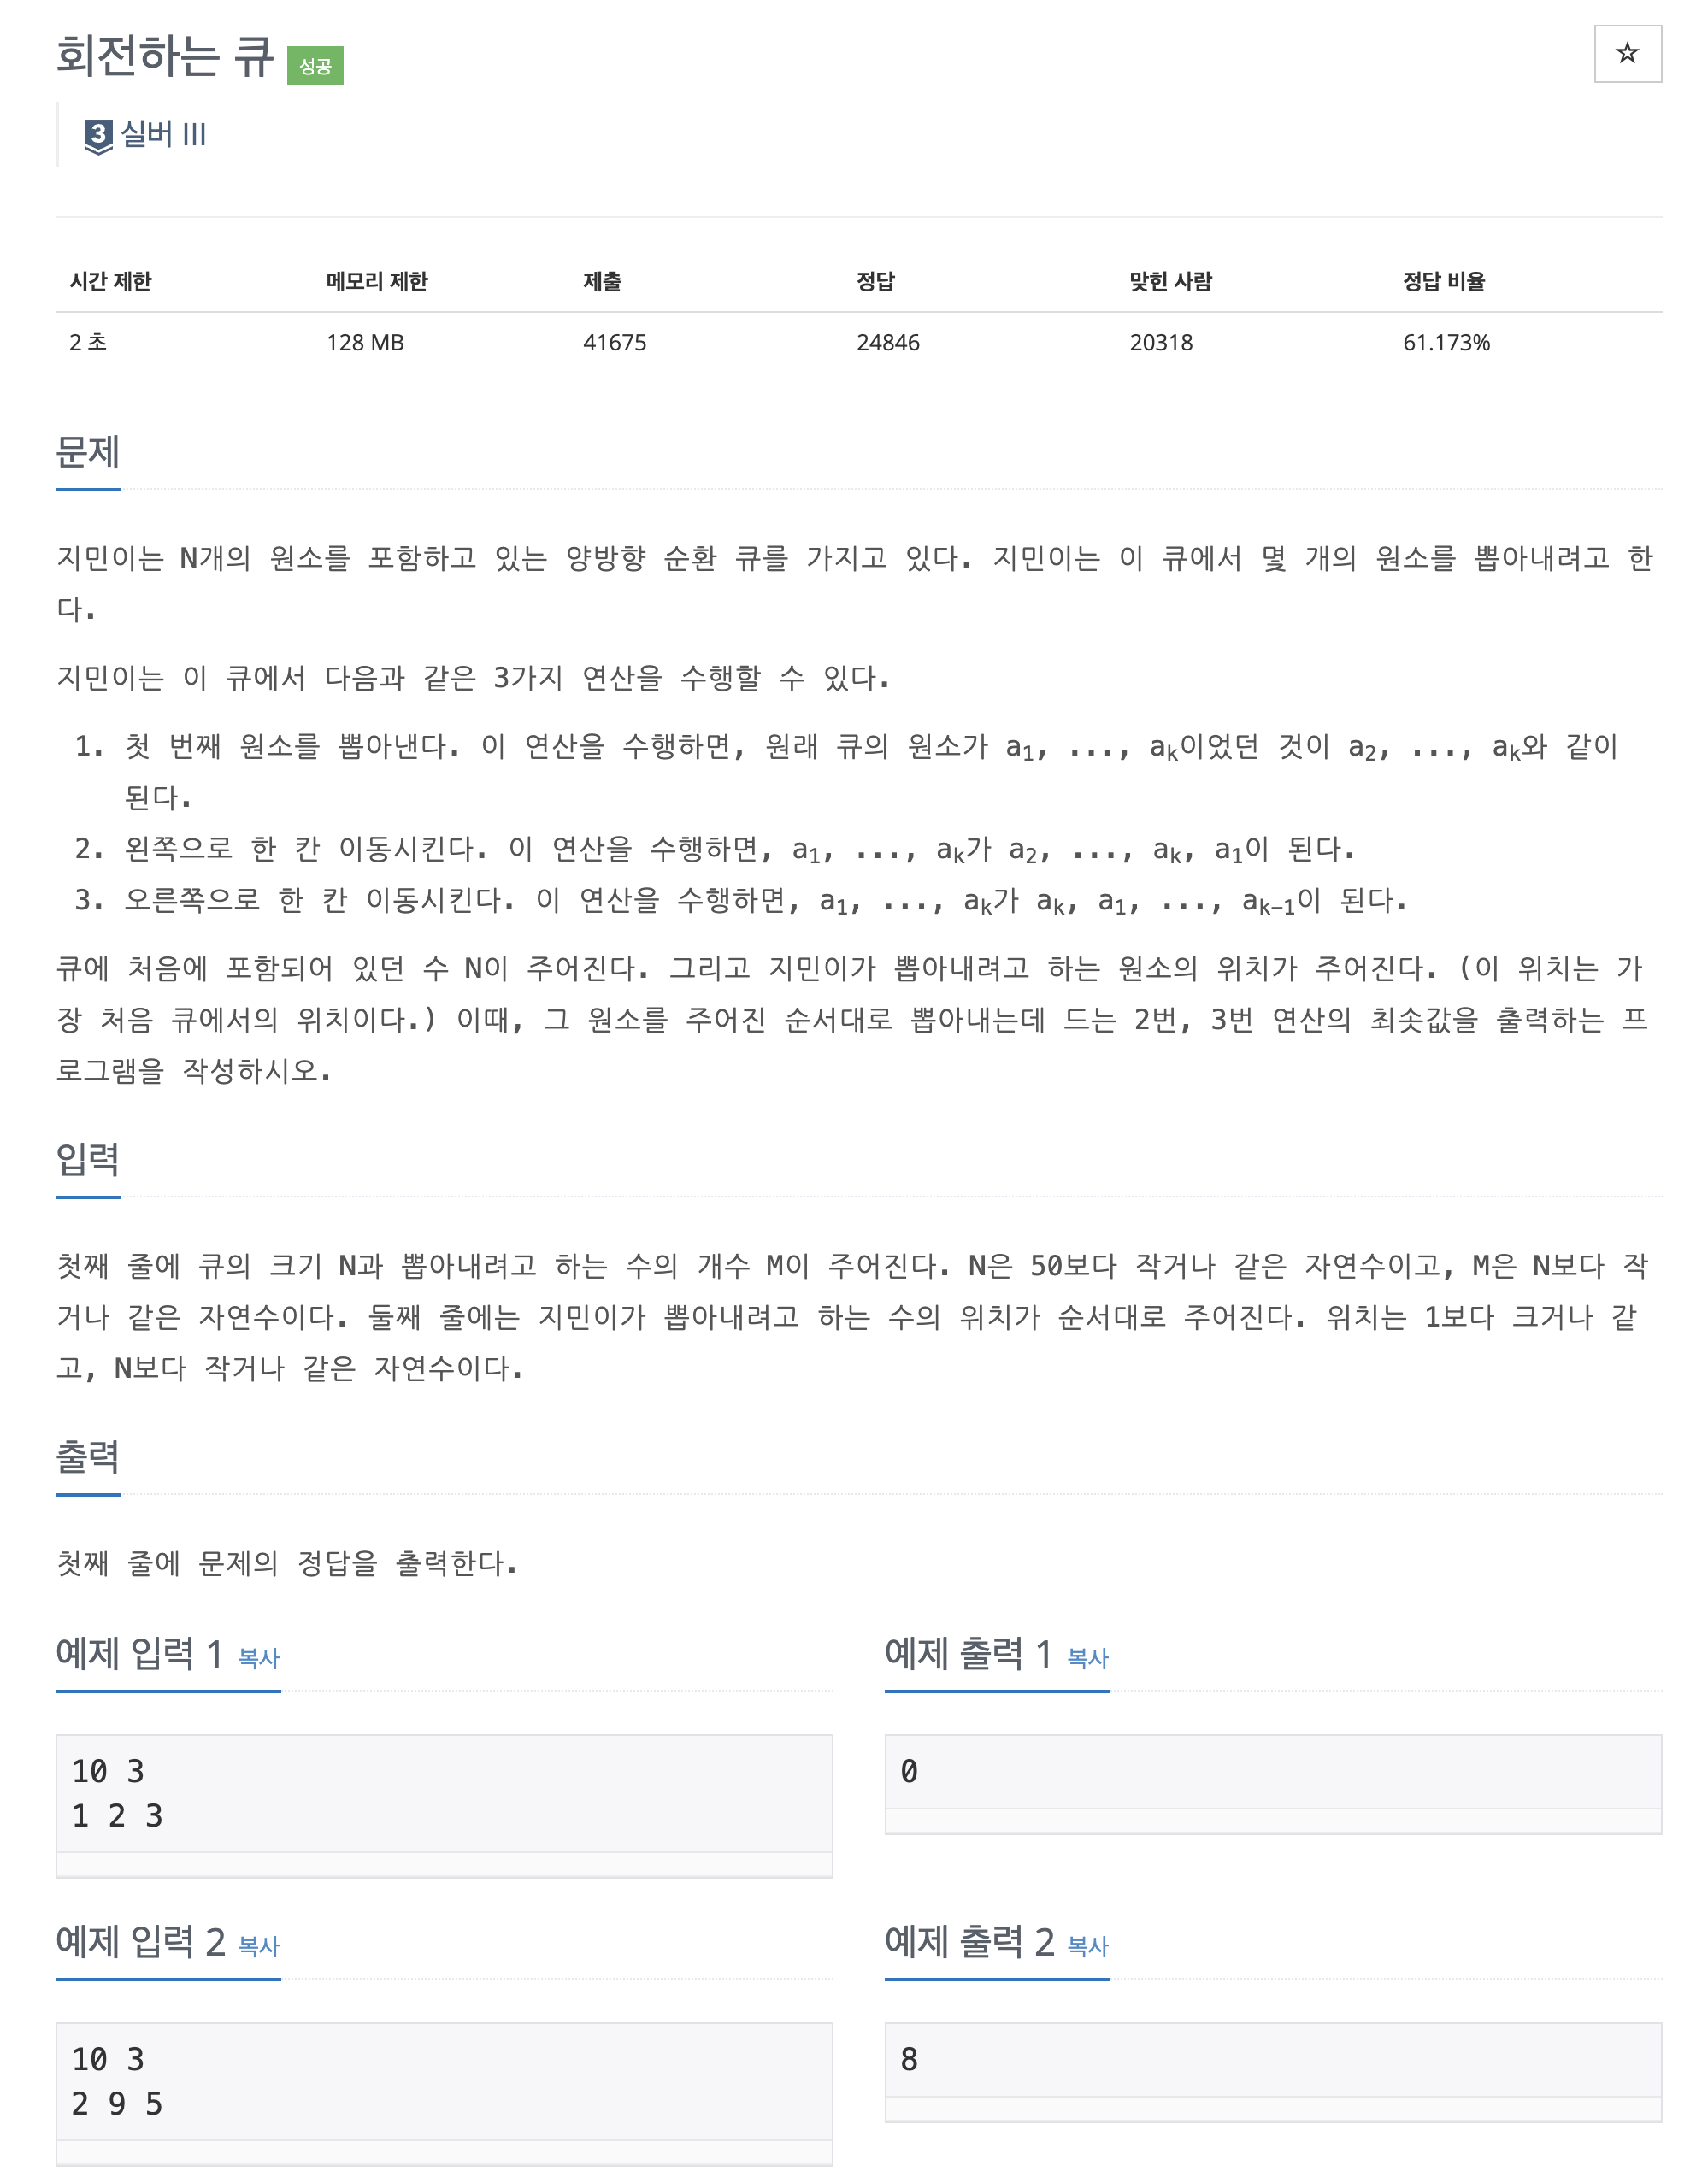 회전하는 큐 성공
☆
3 실버 III
시간 제한 메모리 제한 제출 정답 맞힌 사람 정답 비율
2 초 128 MB 41675 24846 20318 61.173%
문제
지민이는 N개의 원소를 포함하고 있는 양방향 순환 큐를 가지고 있다. 지민이는 이 큐에서 몇 개의 원소를 뽑아내려고 한
다.
지민이는 이 큐에서 다음과 같은 3가지 연산을 수행할 수 있다.
1. 첫 번째 원소를 뽑아낸다. 이 연산을 수행하면, 원래 큐의 원소가 a₁, ..., aₖ이었던 것이 a₂, ..., aₖ와 같이
된다.
2. 왼쪽으로 한 칸 이동시킨다. 이 연산을 수행하면, a₁, ..., aₖ가 a₂, ..., aₖ, a₁이 된다.
3. 오른쪽으로 한 칸 이동시킨다. 이 연산을 수행하면, a₁, ..., aₖ가 aₖ, a₁, ..., aₖ₋₁이 된다.
큐에 처음에 포함되어 있던 수 N이 주어진다. 그리고 지민이가 뽑아내려고 하는 원소의 위치가 주어진다. (이 위치는 가
장 처음 큐에서의 위치이다.) 이때, 그 원소를 주어진 순서대로 뽑아내는데 드는 2번, 3번 연산의 최솟값을 출력하는 프
로그램을 작성하시오.
입력
첫째 줄에 큐의 크기 N과 뽑아내려고 하는 수의 개수 M이 주어진다. N은 50보다 작거나 같은 자연수이고, M은 N보다 작
거나 같은 자연수이다. 둘째 줄에는 지민이가 뽑아내려고 하는 수의 위치가 순서대로 주어진다. 위치는 1보다 크거나 같
고, N보다 작거나 같은 자연수이다.
출력
첫째 줄에 문제의 정답을 출력한다.
예제 입력 1 복사
10 3
1 2 3
예제 출력 1 복사
0
예제 입력 2 복사
10 3
2 9 5
예제 출력 2 복사
8